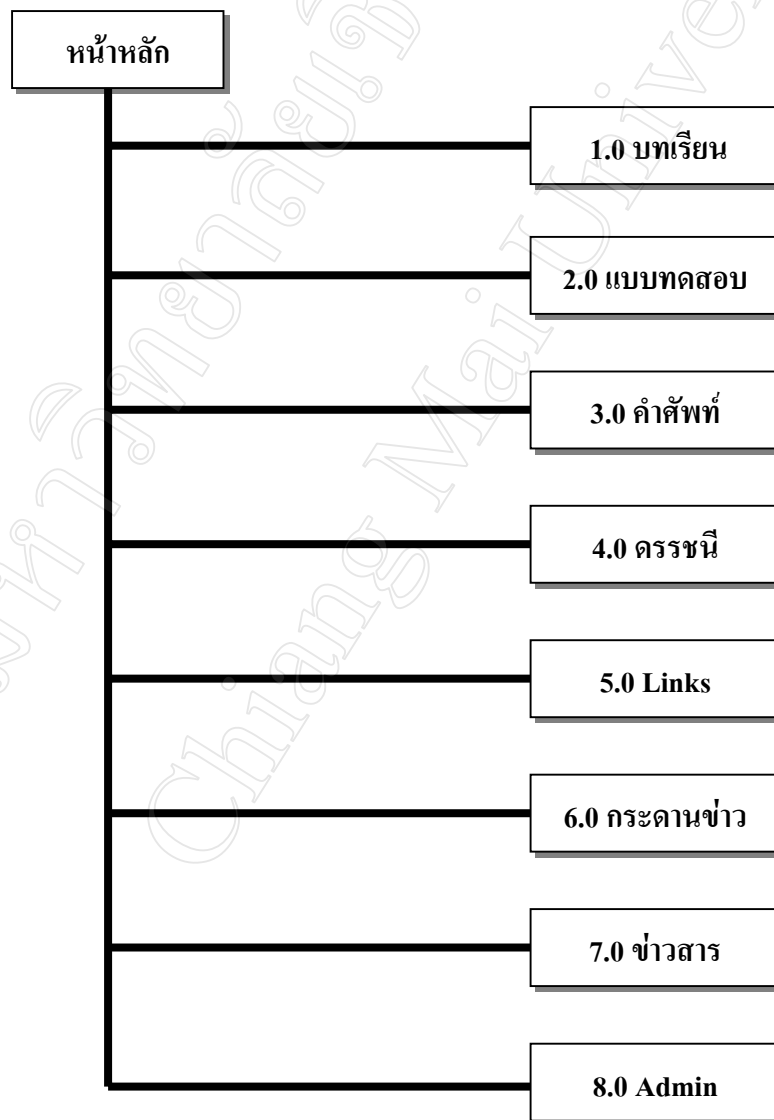 หน้าหลัก
1.0 บทเรียน
2.0 แบบทดสอบ
3.0 คำศัพท์
4.0 ดรรชนี
5.0 Links
6.0 กระดานข่าว
7.0 ข่าวสาร
8.0 Admin
Chiang Mai Univer